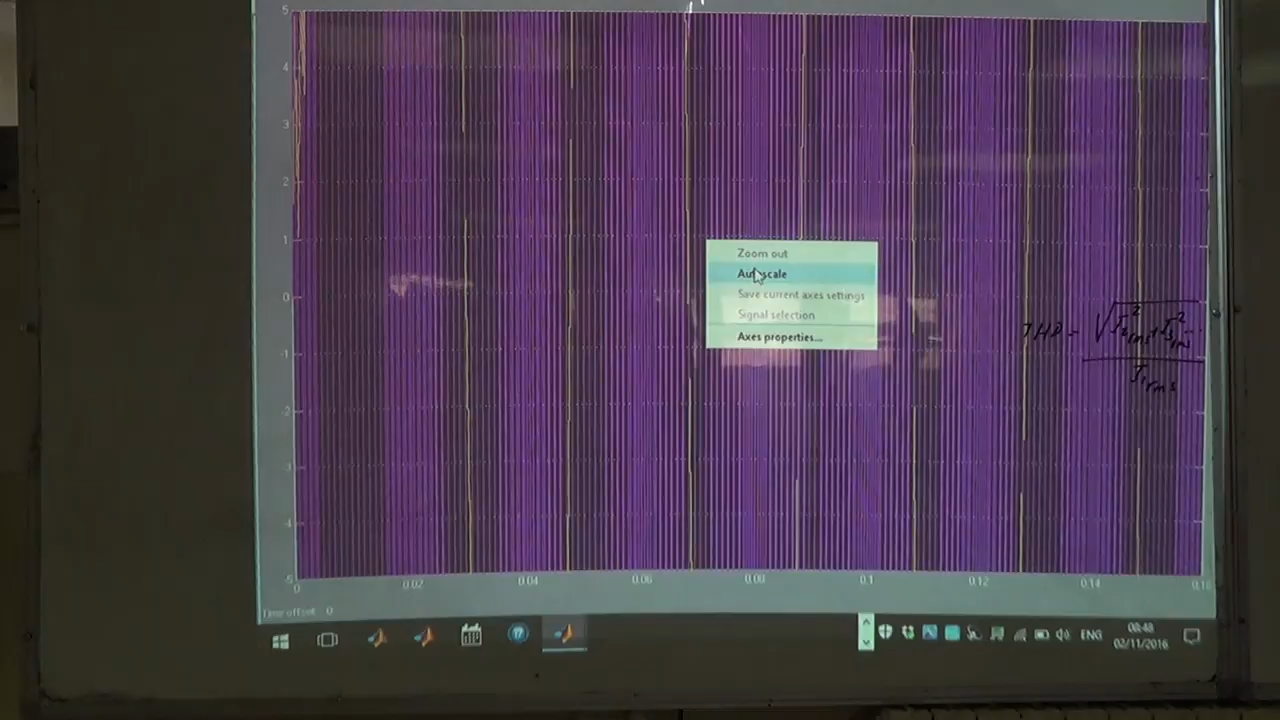 5
4
3
2
1
0
-1
-2
-3
-4
-5
0 0.02 0.04 0.06 0.08 0.1 0.12 0.14 0.16
Time offset: 0
Zoom out
Autoscale
Save current axes settings
Signal selection
Axes properties...
THD =
ENG
08:48
02/11/2016